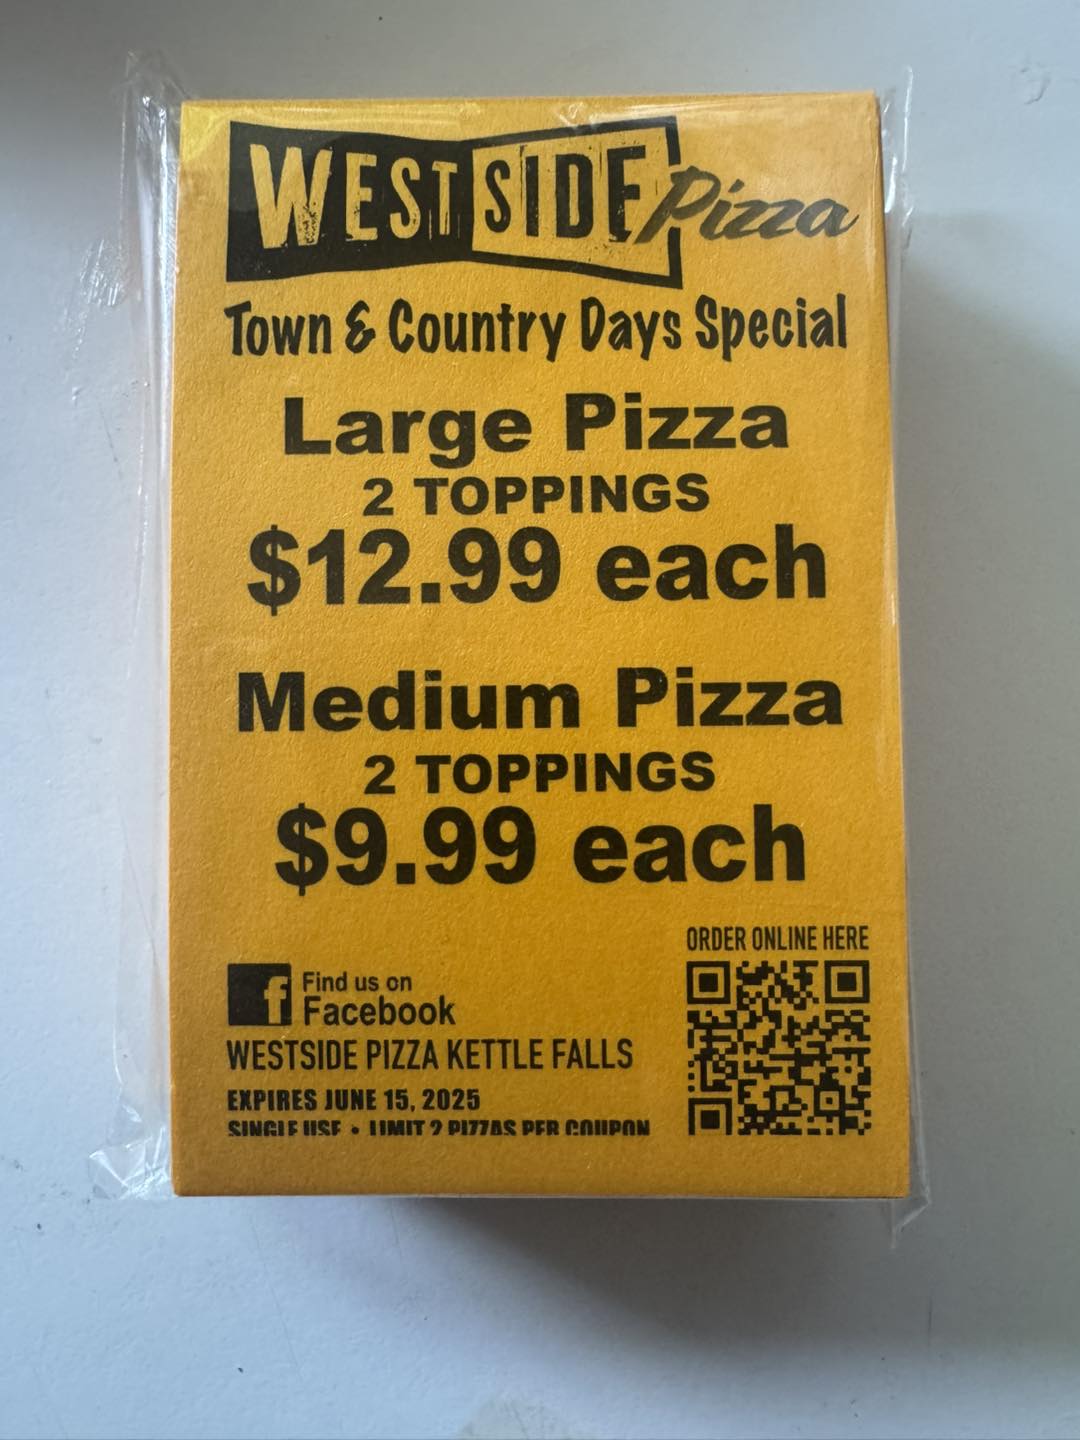 WESTSIDE Pizza
Town & Country Days Special
Large Pizza
2 TOPPINGS
$12.99 each
Medium Pizza
2 TOPPINGS
$9.99 each
ORDER ONLINE HERE
f Find us on
Facebook
WESTSIDE PIZZA KETTLE FALLS
EXPIRES JUNE 15, 2025
SINGLE USE • LIMIT 2 PIZZAS PER COUPON